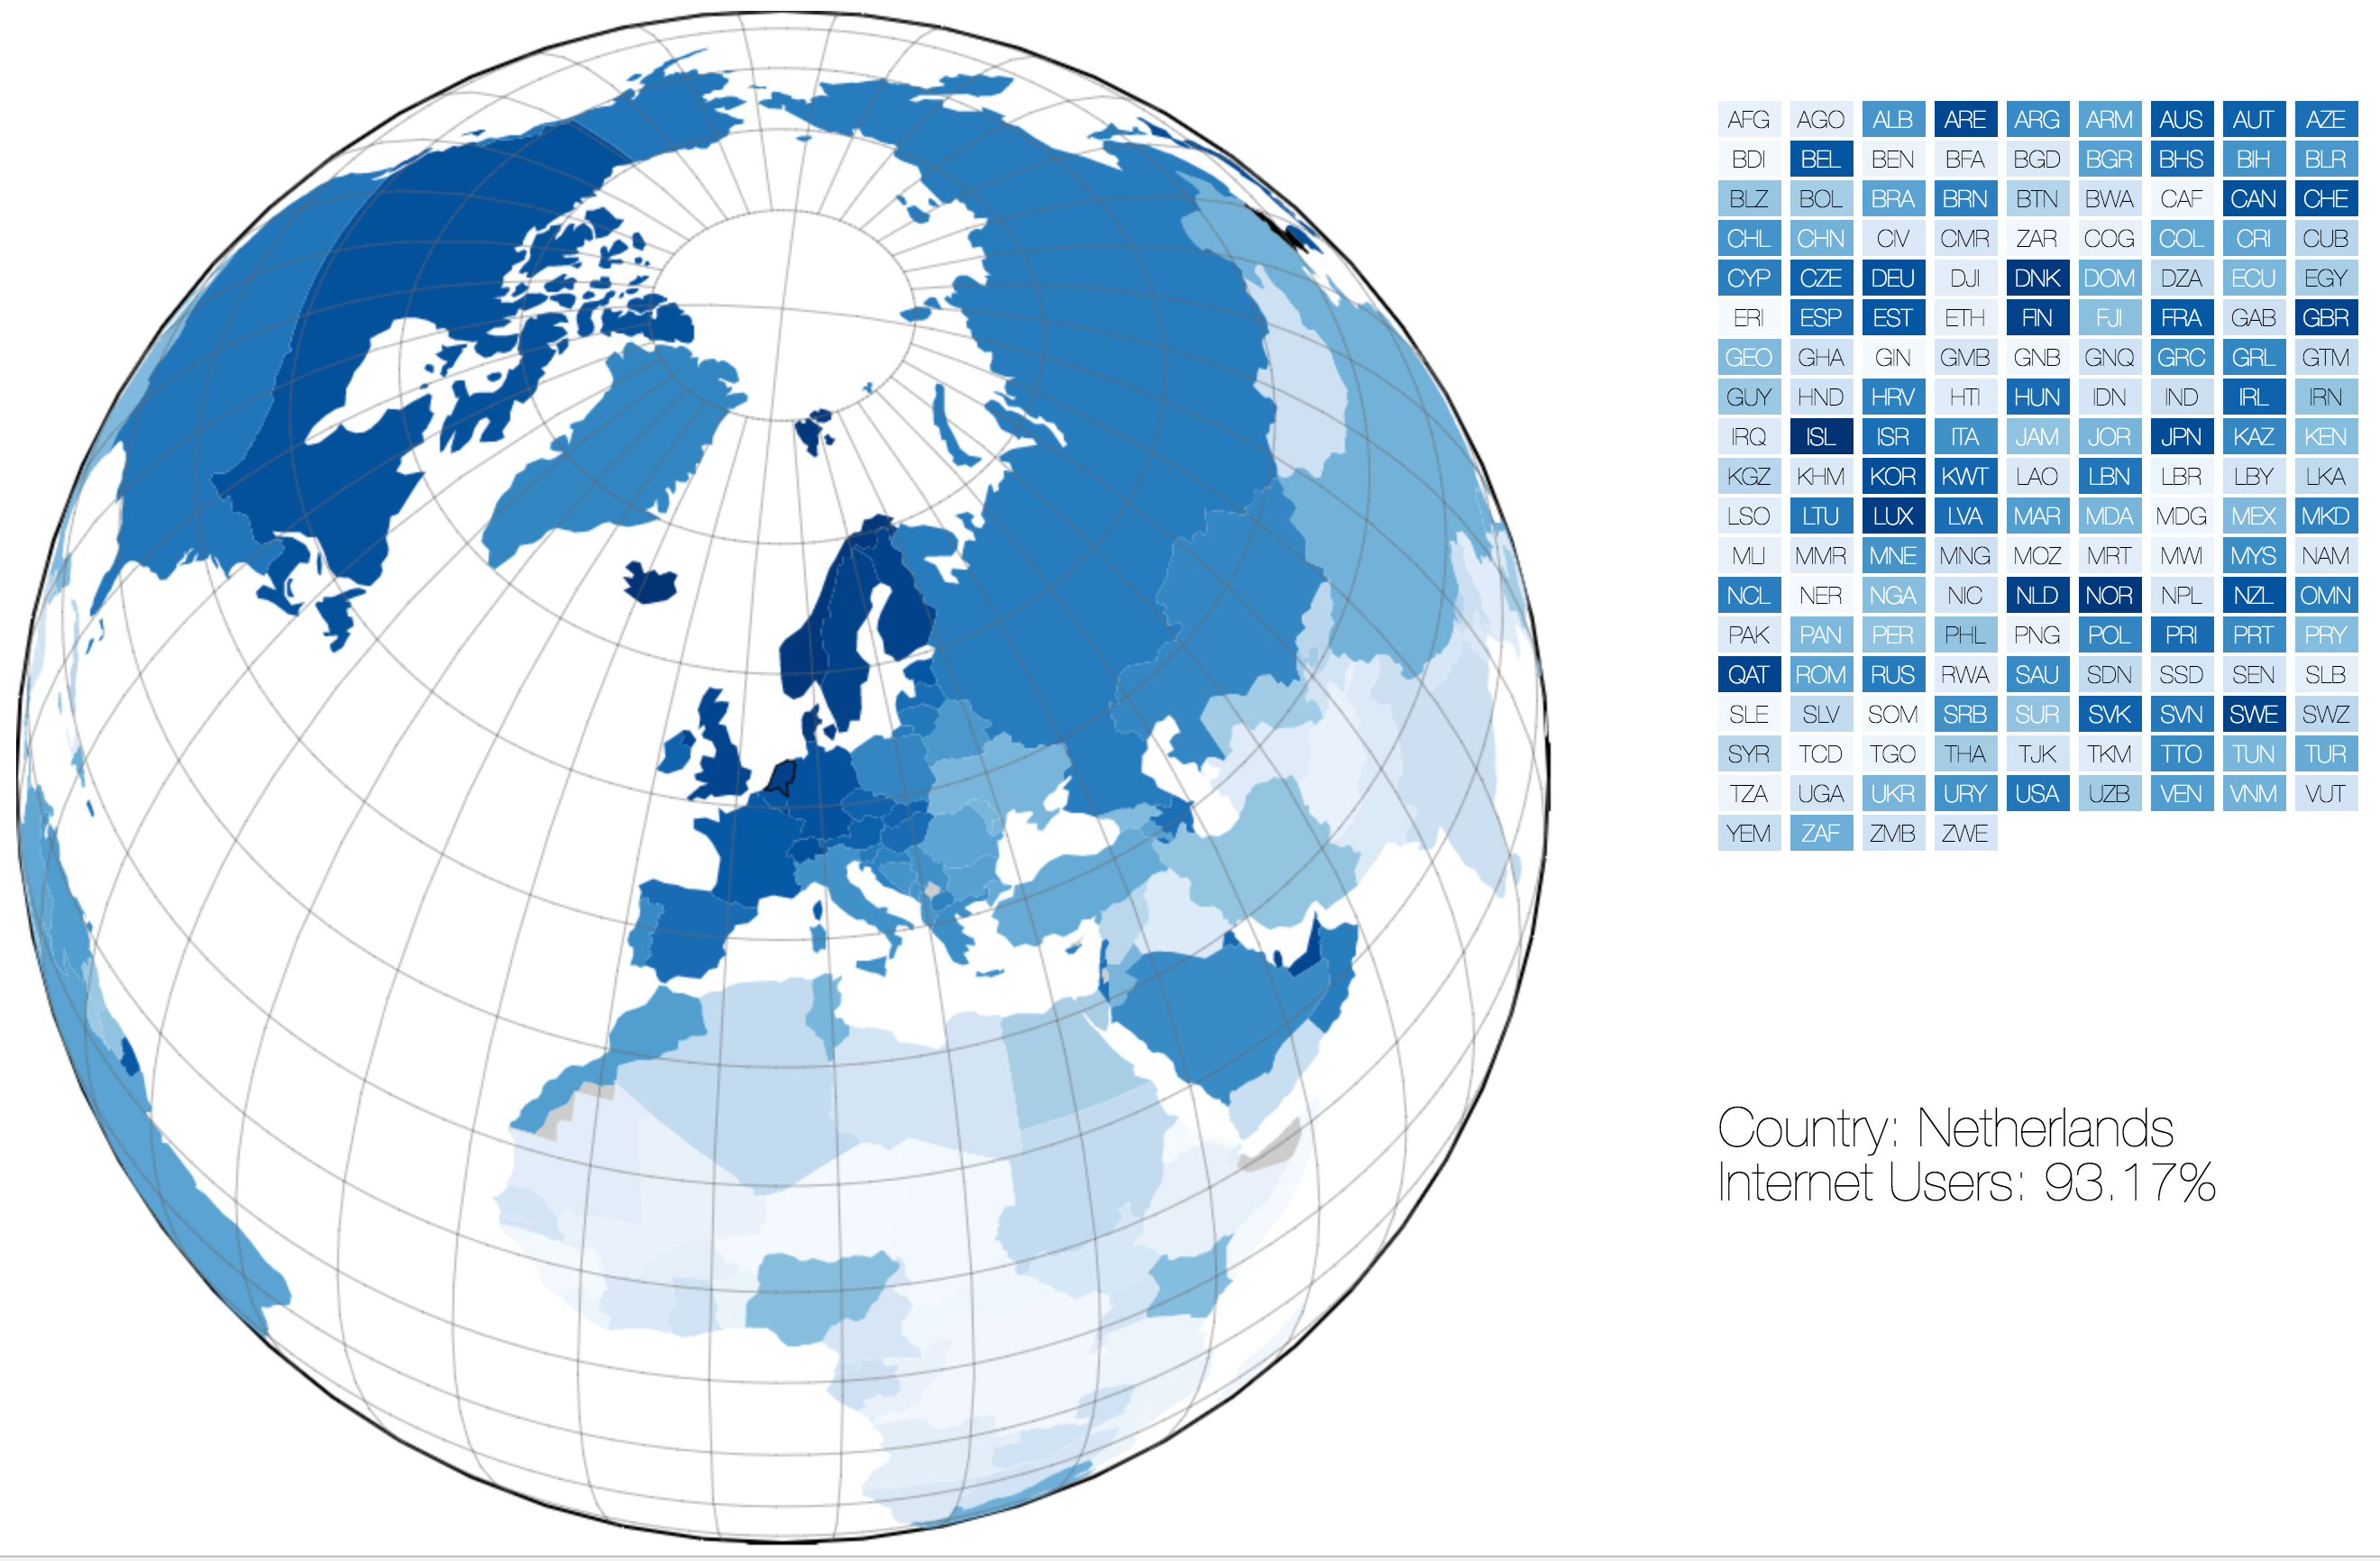 AFG AGO ALB ARE ARG ARM AUS AUT AZE
BDI BEL BEN BFA BGD BGR BHS BIH BLR
BLZ BOL BRA BRN BTN BWA CAF CAN CHE
CHL CHN CIV CMR ZAR COG COL CRI CUB
CYP CZE DEU DJI DNK DOM DZA ECU EGY
ERI ESP EST ETH FIN FJI FRA GAB GBR
GEO GHA GIN GMB GNB GNQ GRC GRL GTM
GUY HND HRV HTI HUN IDN IND IRL IRN
IRQ ISL ISR ITA JAM JOR JPN KAZ KEN
KGZ KHM KOR KWT LAO LBN LBR LBY LKA
LSO LTU LUX LVA MAR MDA MDG MEX MKD
MLI MMR MNE MNG MOZ MRT MWI MYS NAM
NCL NER NGA NIC NLD NOR NPL NZL OMN
PAK PAN PER PHL PNG POL PRI PRT PRY
QAT ROM RUS RWA SAU SDN SSD SEN SLB
SLE SLV SOM SRB SUR SVK SVN SWE SWZ
SYR TCD TGO THA TJK TKM TTO TUN TUR
TZA UGA UKR URY USA UZB VEN VNM VUT
YEM ZAF ZMB ZWE
Country: Netherlands
Internet Users: 93.17%